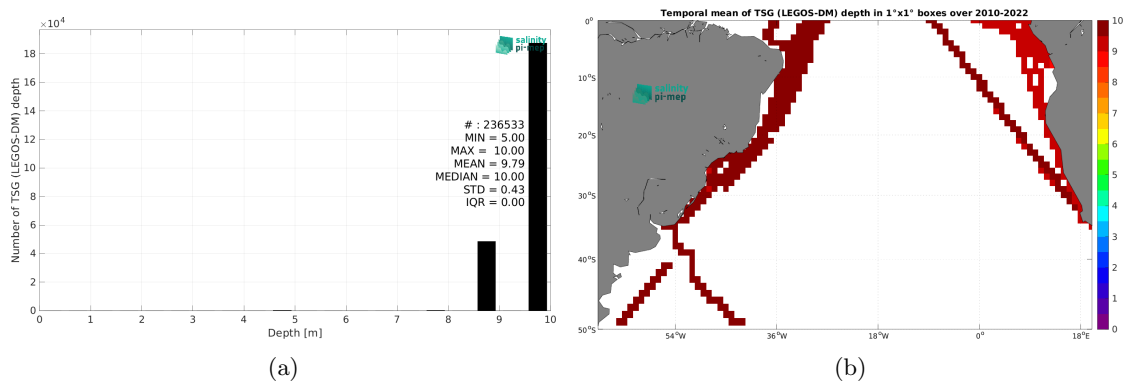 ×10⁴
18
16
14
12
10
8
6
4
2
0
Number of TSG (LEGOS-DM) depth
salinity
pi-mep
# : 236533
MIN = 5.00
MAX = 10.00
MEAN = 9.79
MEDIAN = 10.00
STD = 0.43
IQR = 0.00
0 1 2 3 4 5 6 7 8 9 10
Depth [m]
(a)
Temporal mean of TSG (LEGOS-DM) depth in 1°x1° boxes over 2010-2022
0°
10°S
20°S
30°S
40°S
50°S
salinity
pi-mep
54°W 36°W 18°W 0° 18°E
10
9
8
7
6
5
4
3
2
1
0
(b)